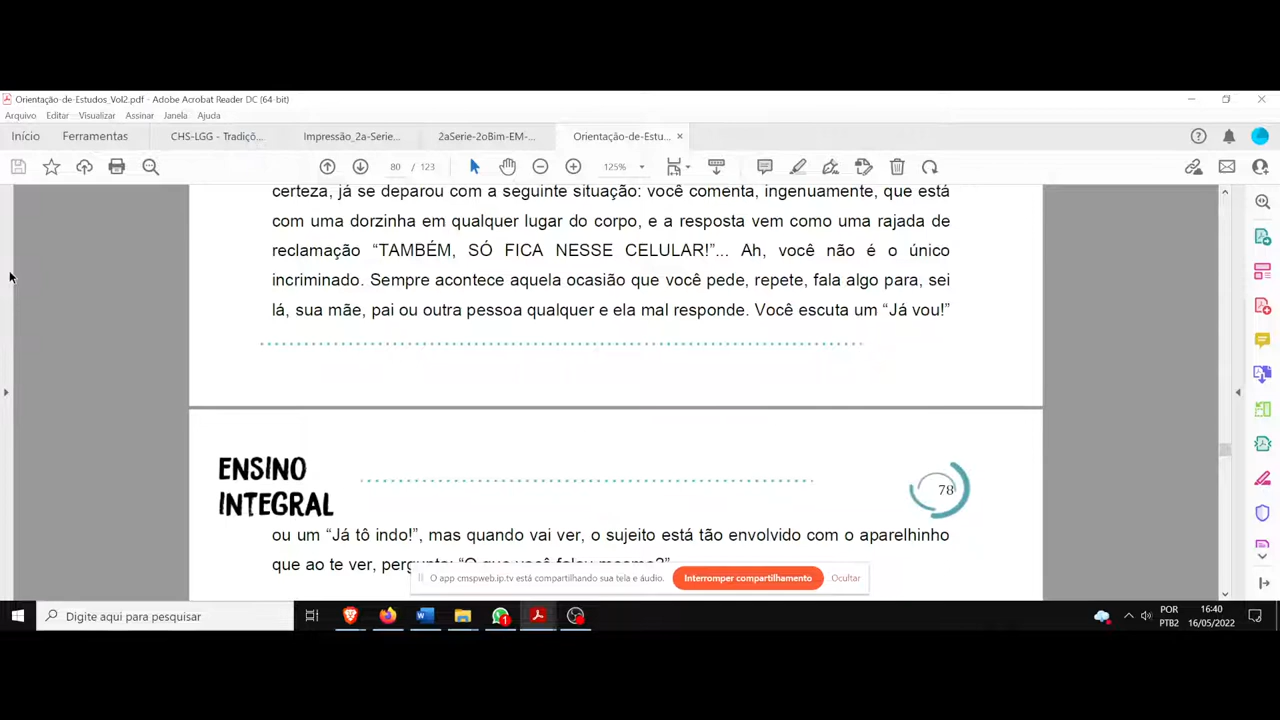 Orientação-de-Estudos_Vol2.pdf - Adobe Acrobat Reader DC (64-bit)
Arquivo Editar Visualizar Assinar Janela Ajuda
Início Ferramentas CHS-LGG - Tradiçõ... Impressão_2a-Serie... 2aSerie-2oBim-EM-... Orientação-de-Estu...
80 / 123 125%
certeza, já se deparou com a seguinte situação: você comenta, ingenuamente, que está
com uma dorzinha em qualquer lugar do corpo, e a resposta vem como uma rajada de
reclamação “TAMBÉM, SÓ FICA NESSE CELULAR!”... Ah, você não é o único
incriminado. Sempre acontece aquela ocasião que você pede, repete, fala algo para, sei
lá, sua mãe, pai ou outra pessoa qualquer e ela mal responde. Você escuta um “Já vou!”
ENSINO
INTEGRAL
78
ou um “Já tô indo!”, mas quando vai ver, o sujeito está tão envolvido com o aparelhinho
que ao te ver, pergunta: “O que você falou mesmo?”
O app cmspweb.ip.tv está compartilhando sua tela e áudio. Interromper compartilhamento Ocultar
Digite aqui para pesquisar
1
POR
PTB2
16:40
16/05/2022